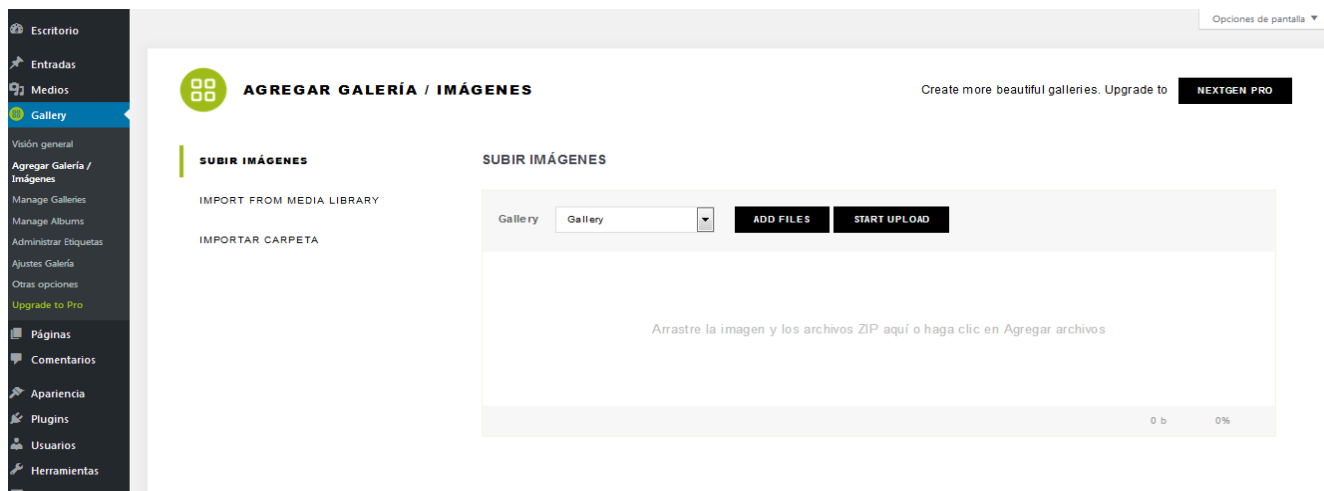 Opciones de pantalla
Escritorio
Entradas
Medios
Gallery
Visión general
Agregar Galería /
Imágenes
Manage Galleries
Manage Albums
Administrar Etiquetas
Ajustes Galería
Otras opciones
Upgrade to Pro
Páginas
Comentarios
Apariencia
Plugins
Usuarios
Herramientas
AGREGAR GALERÍA / IMÁGENES
Create more beautiful galleries. Upgrade to NEXTGEN PRO
SUBIR IMÁGENES
IMPORT FROM MEDIA LIBRARY
IMPORTAR CARPETA
SUBIR IMÁGENES
Gallery Gallery ADD FILES START UPLOAD
Arrastre la imagen y los archivos ZIP aquí o haga clic en Agregar archivos
0 b 0%